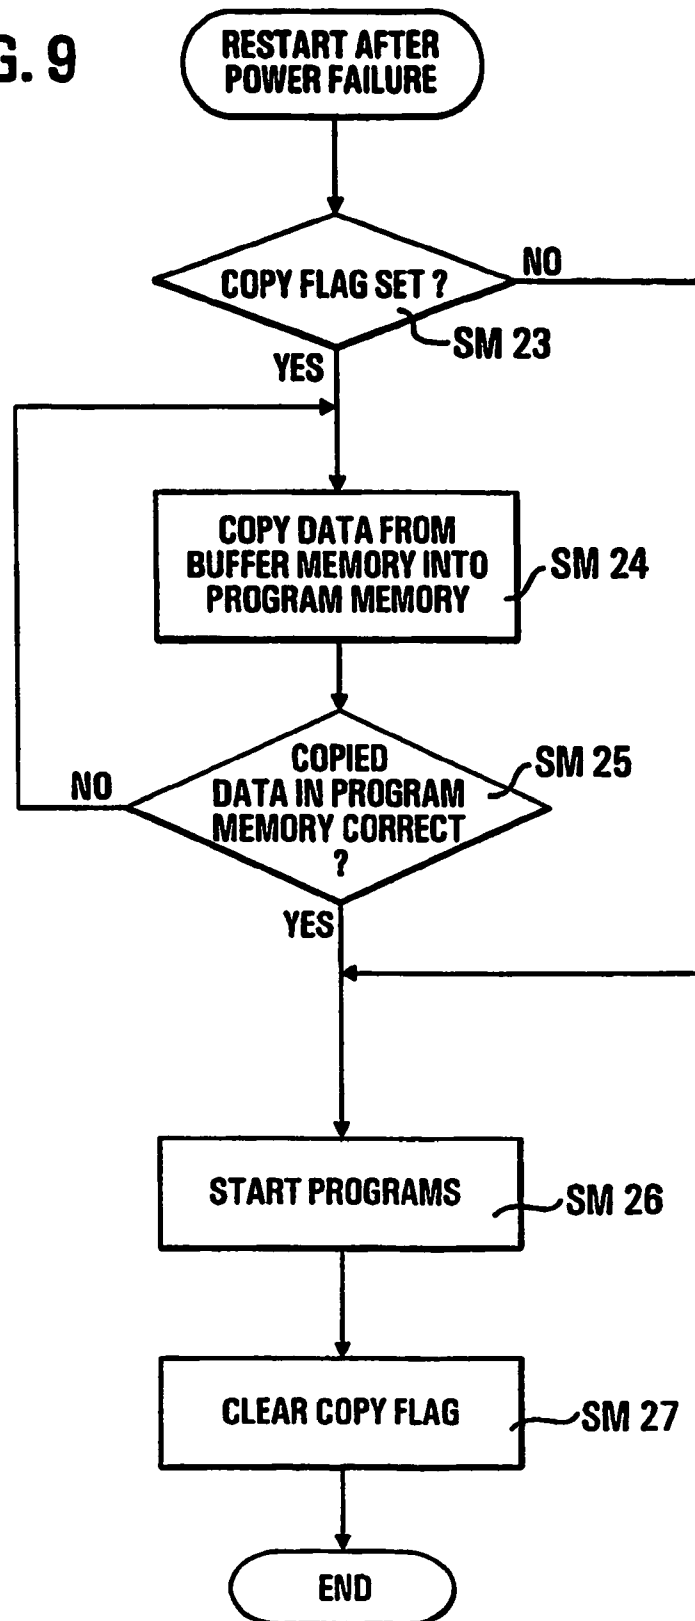 G. 9
RESTART AFTER
POWER FAILURE
COPY FLAG SET ?
NO
SM 23
YES
COPY DATA FROM
BUFFER MEMORY INTO
PROGRAM MEMORY
SM 24
COPIED
DATA IN PROGRAM
MEMORY CORRECT
?
SM 25
NO
YES
START PROGRAMS
SM 26
CLEAR COPY FLAG
SM 27
END